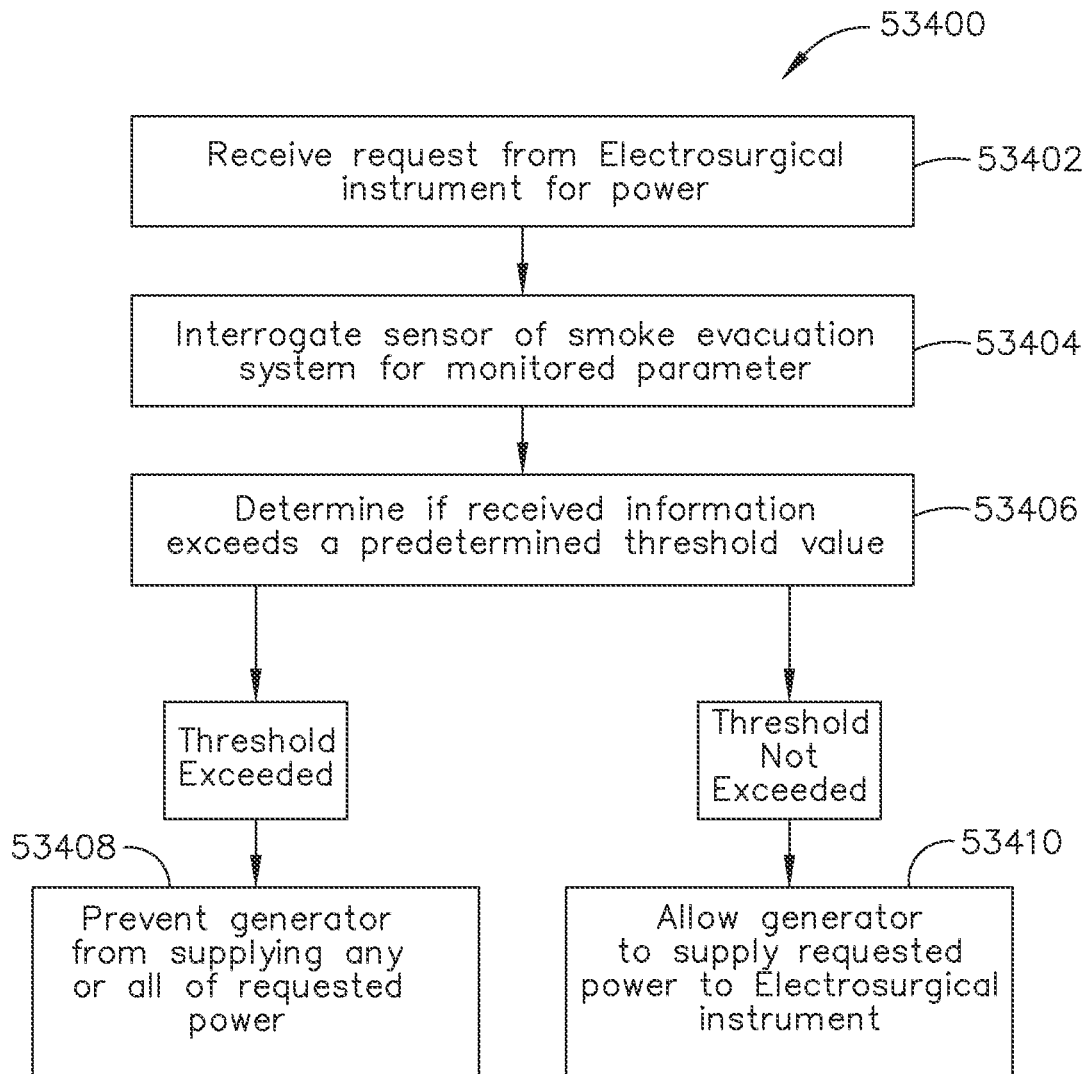 53400
Receive request from Electrosurgical
instrument for power
53402
Interrogate sensor of smoke evacuation
system for monitored parameter
53404
Determine if received information
exceeds a predetermined threshold value
53406
Threshold
Exceeded
Threshold
Not
Exceeded
53408
Prevent generator
from supplying any
or all of requested
power
53410
Allow generator
to supply requested
power to Electrosurgical
instrument